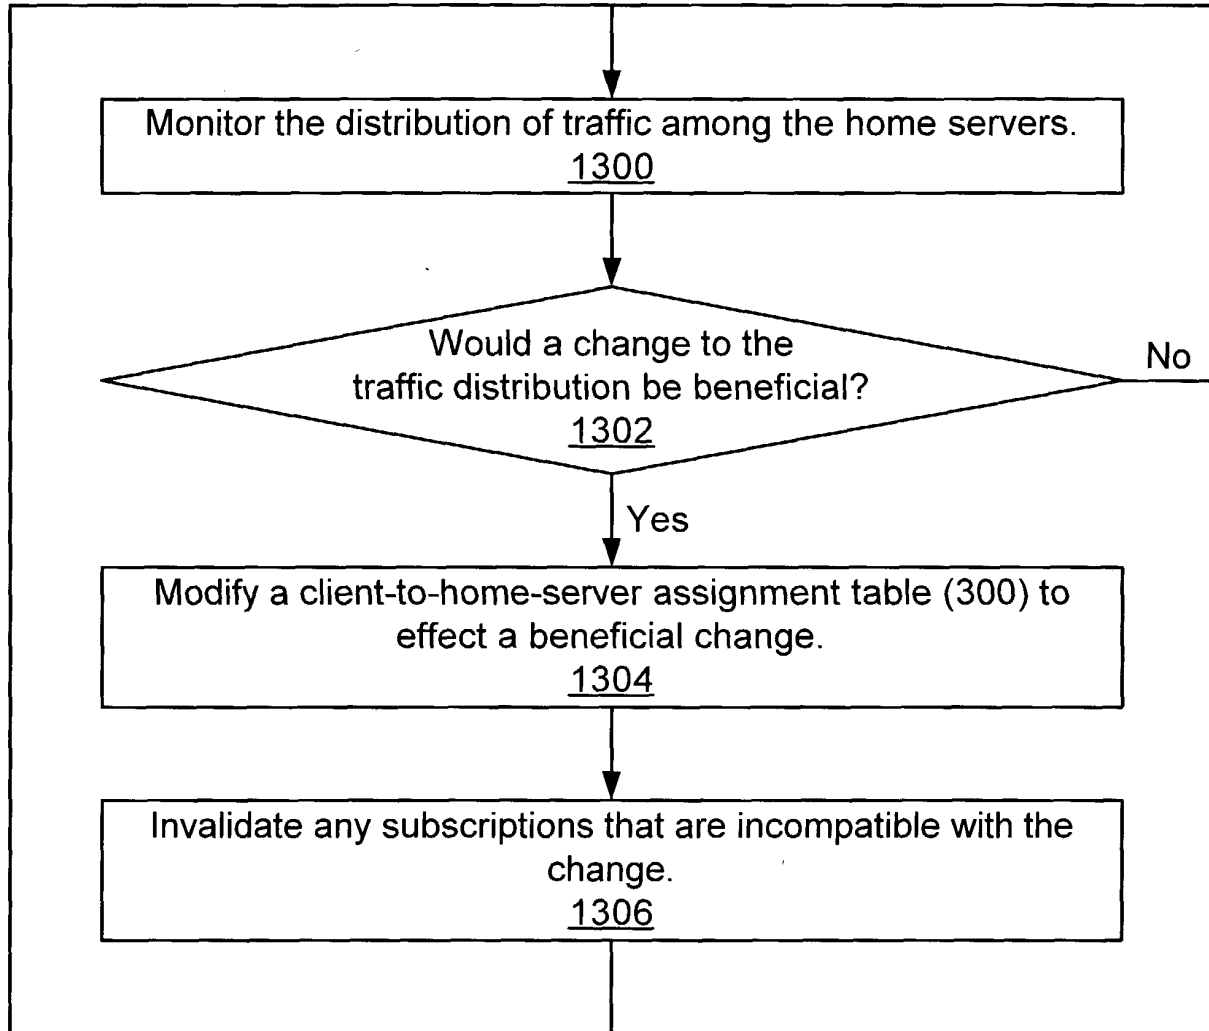 Monitor the distribution of traffic among the home servers.
1300
Would a change to the
traffic distribution be beneficial?
1302
No
Yes
Modify a client-to-home-server assignment table (300) to
effect a beneficial change.
1304
Invalidate any subscriptions that are incompatible with the
change.
1306